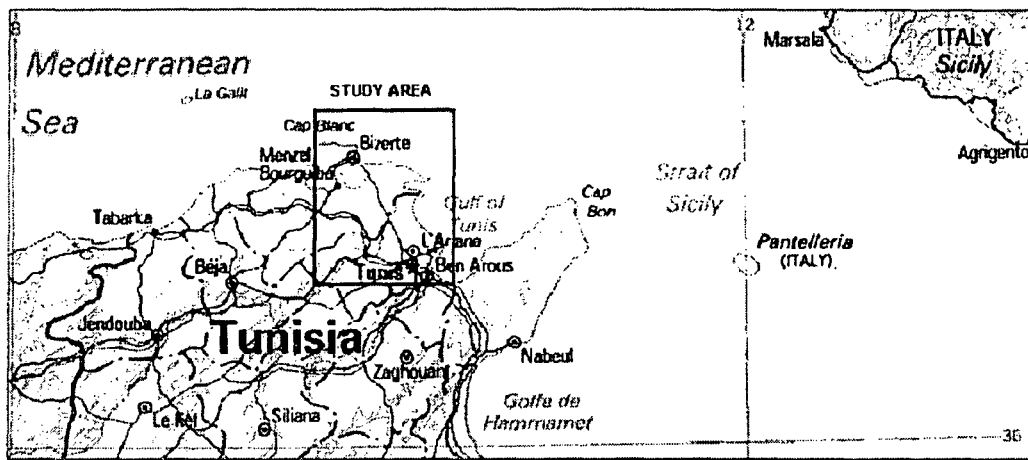 8
12
Marsala
ITALY
Sicily
Mediterranean
Sea
La Galit
STUDY AREA
Cap Blanc
Bizerte
Menzel
Bourguiba
Agrigento
Strait of
Sicily
Cap
Bon
Gulf of
Tunis
Tabarka
L'Ariana
Pantelleria
(ITALY)
Béja
Tunis
Ben Arous
Jendouba
Tunisia
Nabeul
Zaghouan
Golfe de
Hammamet
Le Kef
Siliana
36